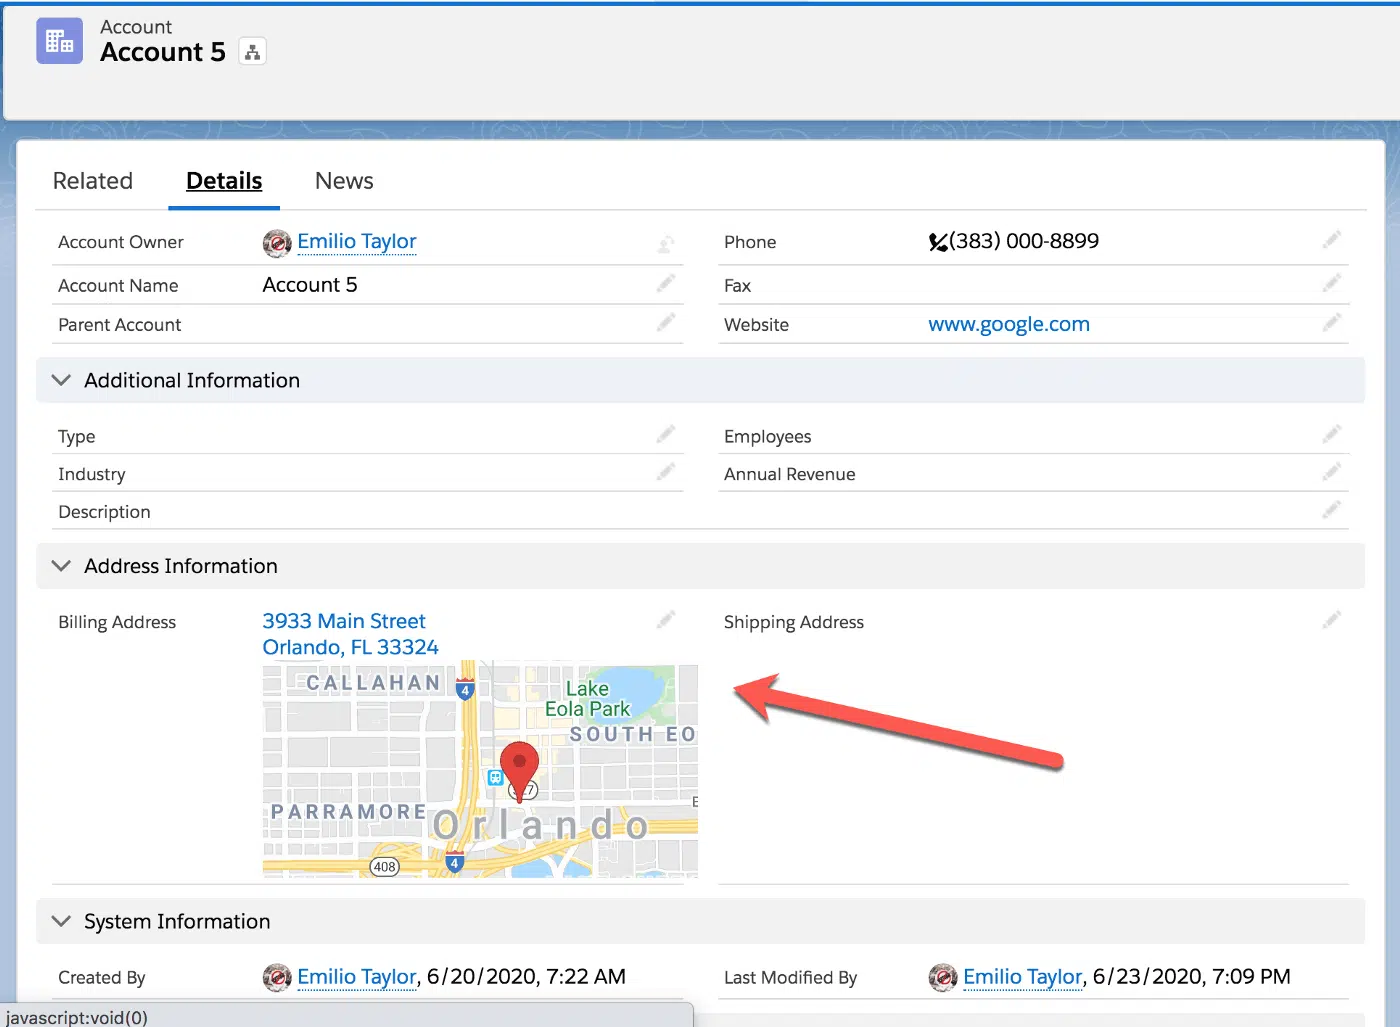 Account
Account 5
Related Details News
Account Owner Emilio Taylor
Phone (383) 000-8899
Account Name Account 5
Fax
Parent Account
Website www.google.com
Additional Information
Type
Employees
Industry
Annual Revenue
Description
Address Information
Billing Address 3933 Main Street
Orlando, FL 33324
Shipping Address
CALLAHAN
4
Lake
Eola Park
SOUTH EO
PARRAMORE
Orlando
408
4
System Information
Created By Emilio Taylor, 6/20/2020, 7:22 AM
Last Modified By Emilio Taylor, 6/23/2020, 7:09 PM
javascript:void(0)